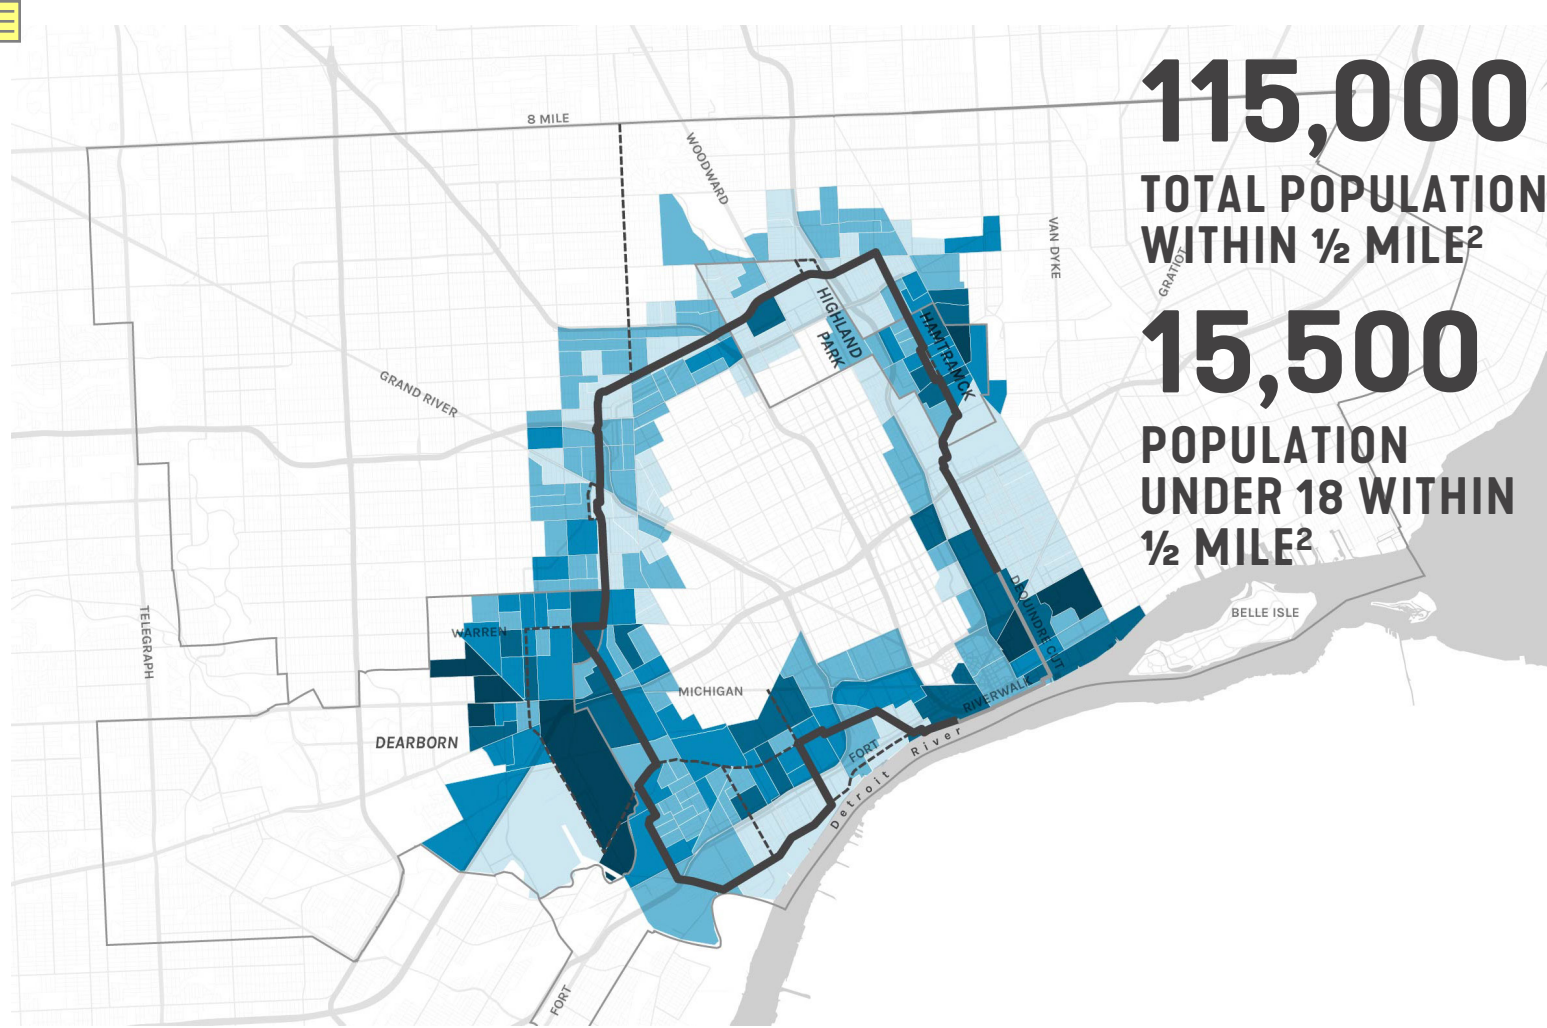 115,000
TOTAL POPULATION
WITHIN ½ MILE²
15,500
POPULATION
UNDER 18 WITHIN
½ MILE²
8 MILE
WOODWARD
VAN DYKE
GRATIOT
HIGHLAND
PARK
HAMTRAMCK
GRAND RIVER
TELEGRAPH
WARREN
DEQUINDRE CUT
BELLE ISLE
MICHIGAN
RIVERWALK
DEARBORN
FORT
Detroit River
FORT